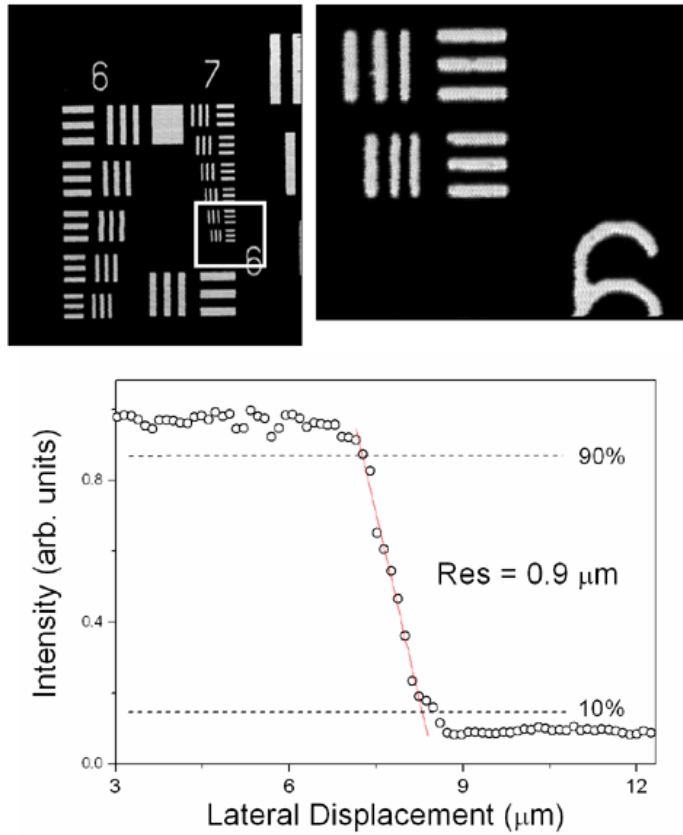 6 7
6
6
0.8
0.4
0.0
3 6 9 12
90%
Res = 0.9 μm
10%
Intensity (arb. units)
Lateral Displacement (μm)